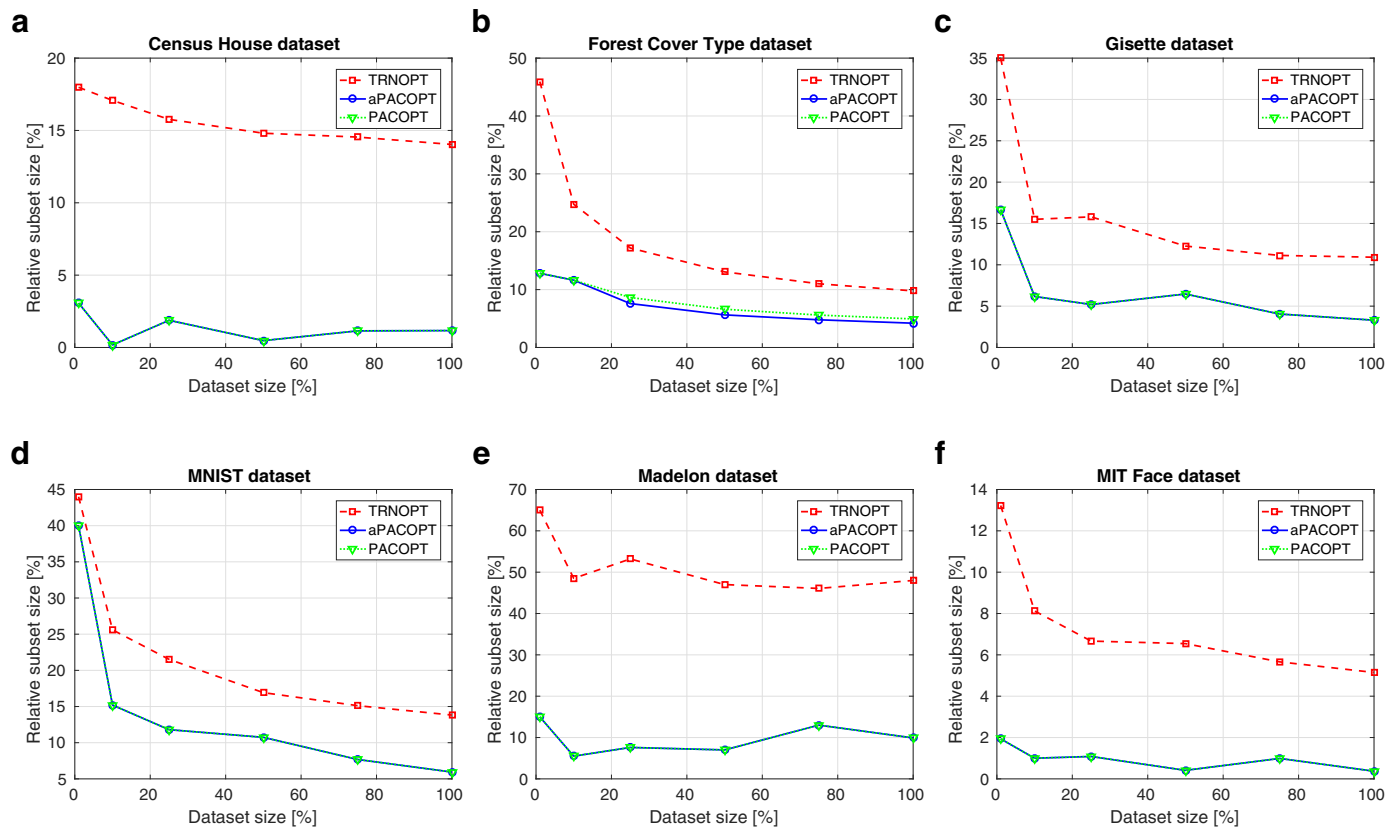 a
Census House dataset
20
15
10
5
0
0 20 40 60 80 100
Relative subset size [%]
Dataset size [%]
TRNOPT
aPACOPT
PACOPT
b
Forest Cover Type dataset
50
40
30
20
10
0
0 20 40 60 80 100
Relative subset size [%]
Dataset size [%]
TRNOPT
aPACOPT
PACOPT
c
Gisette dataset
35
30
25
20
15
10
5
0
0 20 40 60 80 100
Relative subset size [%]
Dataset size [%]
TRNOPT
aPACOPT
PACOPT
d
MNIST dataset
45
40
35
30
25
20
15
10
5
0 20 40 60 80 100
Relative subset size [%]
Dataset size [%]
TRNOPT
aPACOPT
PACOPT
e
Madelon dataset
70
60
50
40
30
20
10
0
0 20 40 60 80 100
Relative subset size [%]
Dataset size [%]
TRNOPT
aPACOPT
PACOPT
f
MIT Face dataset
14
12
10
8
6
4
2
0
0 20 40 60 80 100
Relative subset size [%]
Dataset size [%]
TRNOPT
aPACOPT
PACOPT